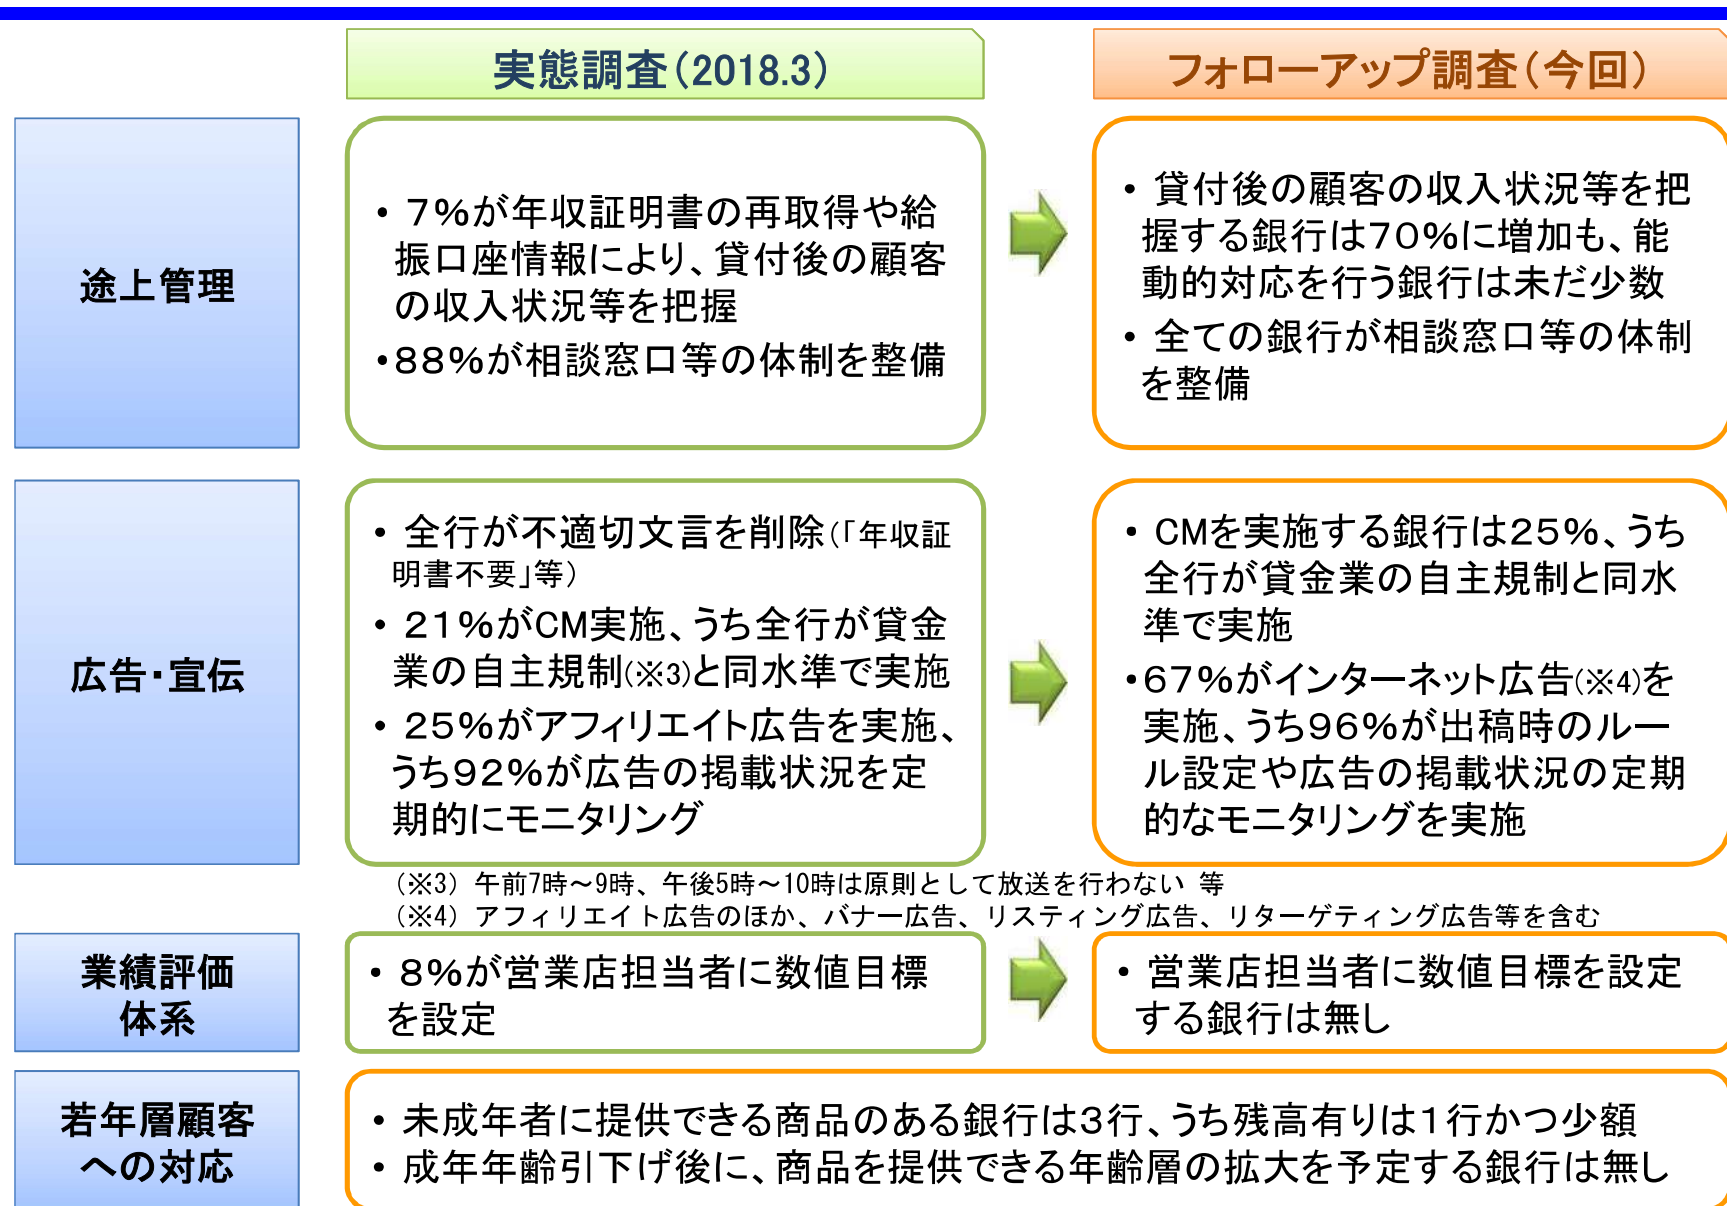 実態調査(2018.3)
フォローアップ調査(今回)
途上管理
• 7%が年収証明書の再取得や給
振口座情報により、貸付後の顧客
の収入状況等を把握
•88%が相談窓口等の体制を整備
• 貸付後の顧客の収入状況等を把
握する銀行は70%に増加も、能
動的対応を行う銀行は未だ少数
• 全ての銀行が相談窓口等の体制
を整備
広告・宣伝
• 全行が不適切文言を削除(「年収証
明書不要」等)
• 21%がCM実施、うち全行が貸金
業の自主規制(※3)と同水準で実施
• 25%がアフィリエイト広告を実施、
うち92%が広告の掲載状況を定
期的にモニタリング
• CMを実施する銀行は25%、うち
全行が貸金業の自主規制と同水
準で実施
•67%がインターネット広告(※4)を
実施、うち96%が出稿時のルー
ル設定や広告の掲載状況の定期
的なモニタリングを実施
(※3) 午前7時~9時、午後5時~10時は原則として放送を行わない 等
(※4) アフィリエイト広告のほか、バナー広告、リスティング広告、リターゲティング広告等を含む
業績評価
体系
• 8%が営業店担当者に数値目標
を設定
• 営業店担当者に数値目標を設定
する銀行は無し
若年層顧客
への対応
• 未成年者に提供できる商品のある銀行は3行、うち残高有りは1行かつ少額
• 成年年齢引下げ後に、商品を提供できる年齢層の拡大を予定する銀行は無し